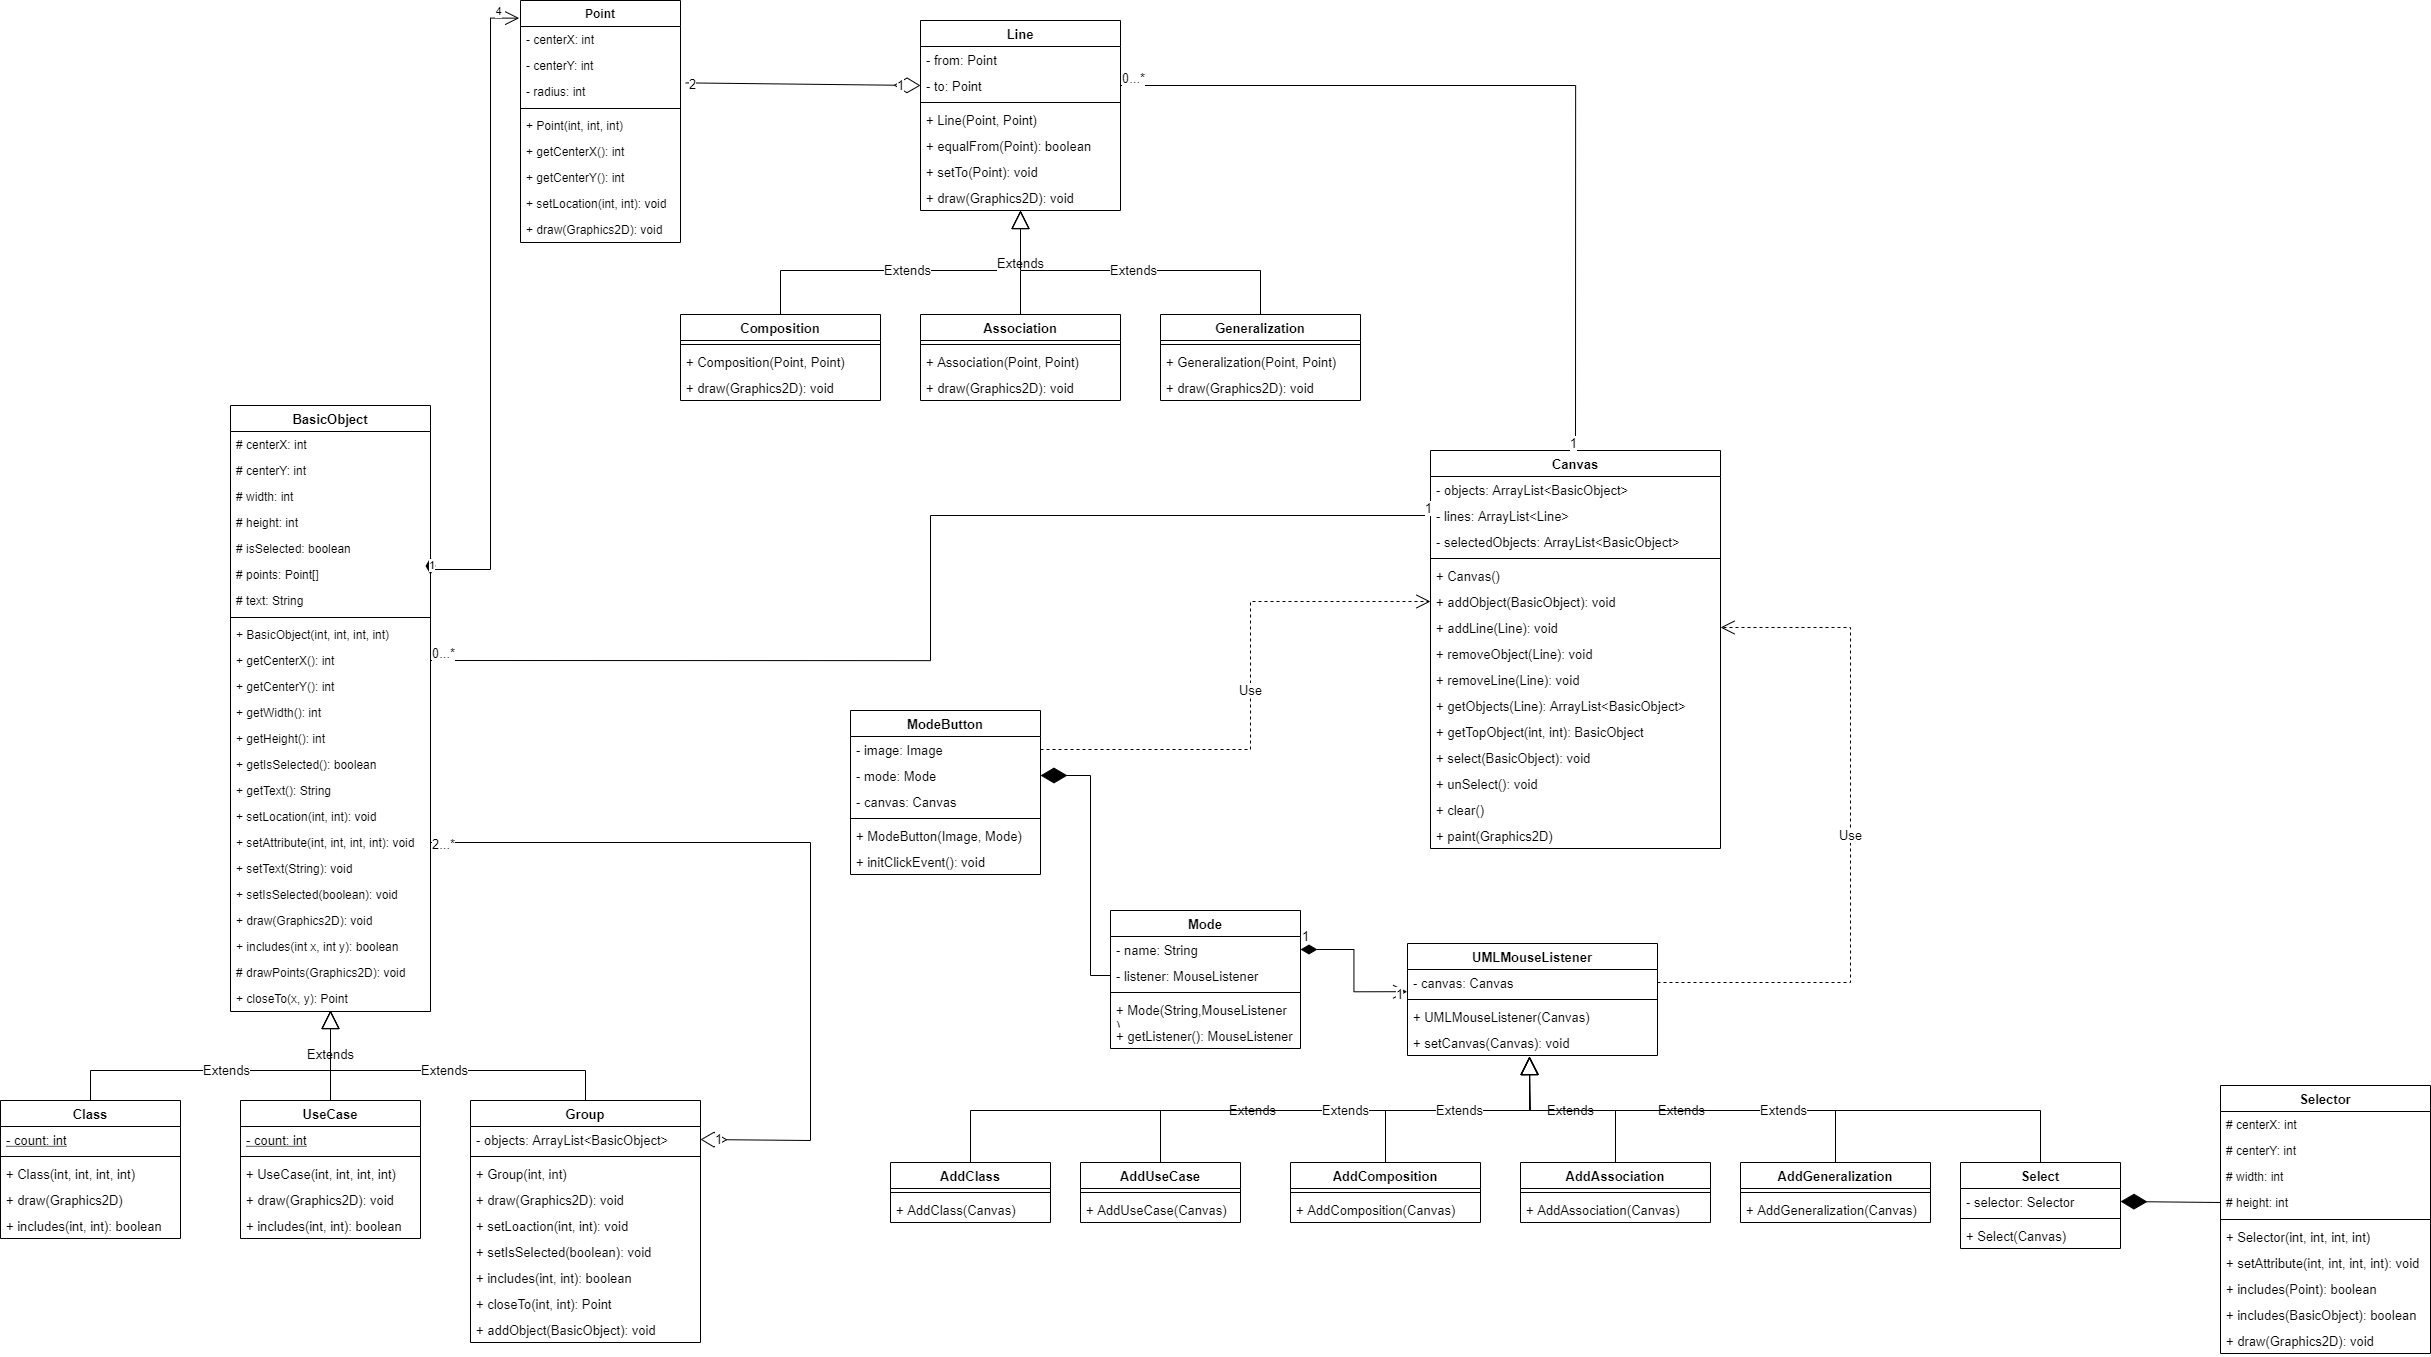 4
Point
- centerX: int
- centerY: int
- radius: int
+ Point(int, int, int)
+ getCenterX(): int
+ getCenterY(): int
+ setLocation(int, int): void
+ draw(Graphics2D): void
2
1
Line
- from: Point
- to: Point
+ Line(Point, Point)
+ equalFrom(Point): boolean
+ setTo(Point): void
+ draw(Graphics2D): void
0...*
1
Extends
Extends
Extends
Composition
+ Composition(Point, Point)
+ draw(Graphics2D): void
Association
+ Association(Point, Point)
+ draw(Graphics2D): void
Generalization
+ Generalization(Point, Point)
+ draw(Graphics2D): void
BasicObject
# centerX: int
# centerY: int
# width: int
# height: int
# isSelected: boolean
# points: Point[]
# text: String
+ BasicObject(int, int, int, int)
+ getCenterX(): int
+ getCenterY(): int
+ getWidth(): int
+ getHeight(): int
+ getIsSelected(): boolean
+ getText(): String
+ setLocation(int, int): void
+ setAttribute(int, int, int, int): void
+ setText(String): void
+ setIsSelected(boolean): void
+ draw(Graphics2D): void
+ includes(int x, int y): boolean
# drawPoints(Graphics2D): void
+ closeTo(x, y): Point
1
0...*
2...*
1
Canvas
- objects: ArrayList<BasicObject>
- lines: ArrayList<Line>
- selectedObjects: ArrayList<BasicObject>
+ Canvas()
+ addObject(BasicObject): void
+ addLine(Line): void
+ removeObject(Line): void
+ removeLine(Line): void
+ getObjects(Line): ArrayList<BasicObject>
+ getTopObject(int, int): BasicObject
+ select(BasicObject): void
+ unSelect(): void
+ clear()
+ paint(Graphics2D)
Use
Use
ModeButton
- image: Image
- mode: Mode
- canvas: Canvas
+ ModeButton(Image, Mode)
+ initClickEvent(): void
Mode
- name: String
- listener: MouseListener
+ Mode(String,MouseListener
)
+ getListener(): MouseListener
1
1
UMLMouseListener
- canvas: Canvas
+ UMLMouseListener(Canvas)
+ setCanvas(Canvas): void
Extends
Extends
Extends
Class
- count: int
+ Class(int, int, int, int)
+ draw(Graphics2D)
+ includes(int, int): boolean
UseCase
- count: int
+ UseCase(int, int, int, int)
+ draw(Graphics2D): void
+ includes(int, int): boolean
Group
- objects: ArrayList<BasicObject>
+ Group(int, int)
+ draw(Graphics2D): void
+ setLoaction(int, int): void
+ setIsSelected(boolean): void
+ includes(int, int): boolean
+ closeTo(int, int): Point
+ addObject(BasicObject): void
1
Extends
Extends
Extends
Extends
Extends
Extends
AddClass
+ AddClass(Canvas)
AddUseCase
+ AddUseCase(Canvas)
AddComposition
+ AddComposition(Canvas)
AddAssociation
+ AddAssociation(Canvas)
AddGeneralization
+ AddGeneralization(Canvas)
Select
- selector: Selector
+ Select(Canvas)
Selector
# centerX: int
# centerY: int
# width: int
# height: int
+ Selector(int, int, int, int)
+ setAttribute(int, int, int, int): void
+ includes(Point): boolean
+ includes(BasicObject): boolean
+ draw(Graphics2D): void